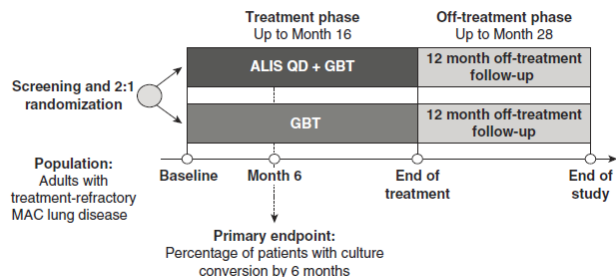 Treatment phase
Up to Month 16
Off-treatment phase
Up to Month 28
Screening and 2:1
randomization
ALIS QD + GBT
12 month off-treatment
follow-up
GBT
12 month off-treatment
follow-up
Population:
Adults with
treatment-refractory
MAC lung disease
Baseline
Month 6
End of
treatment
End of
study
Primary endpoint:
Percentage of patients with culture
conversion by 6 months